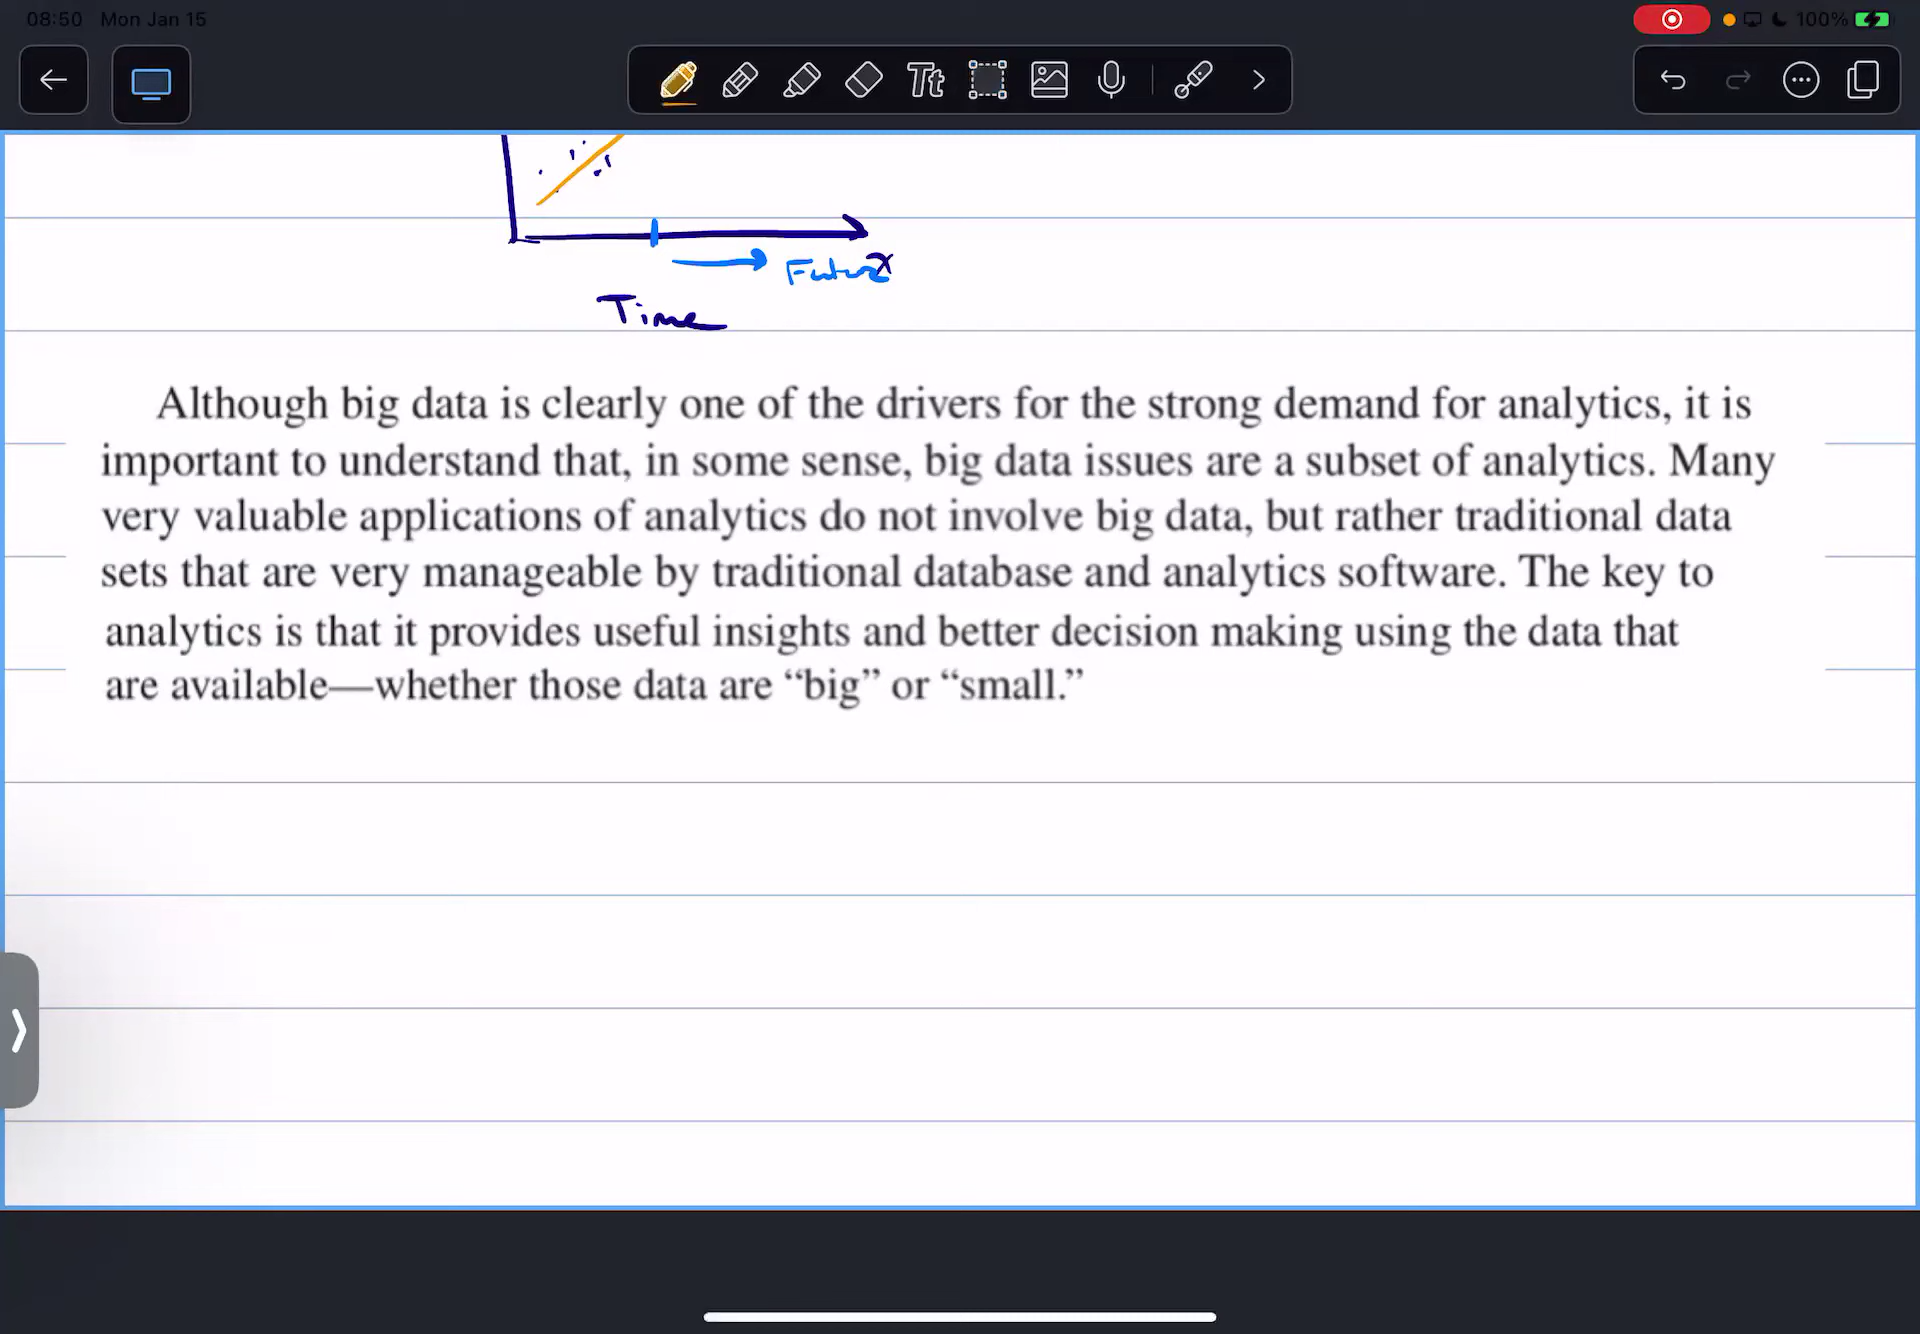 08:50 Mon Jan 15
100%
Tt
Future
x
Time
Although big data is clearly one of the drivers for the strong demand for analytics, it is
important to understand that, in some sense, big data issues are a subset of analytics. Many
very valuable applications of analytics do not involve big data, but rather traditional data
sets that are very manageable by traditional database and analytics software. The key to
analytics is that it provides useful insights and better decision making using the data that
are available—whether those data are “big” or “small.”